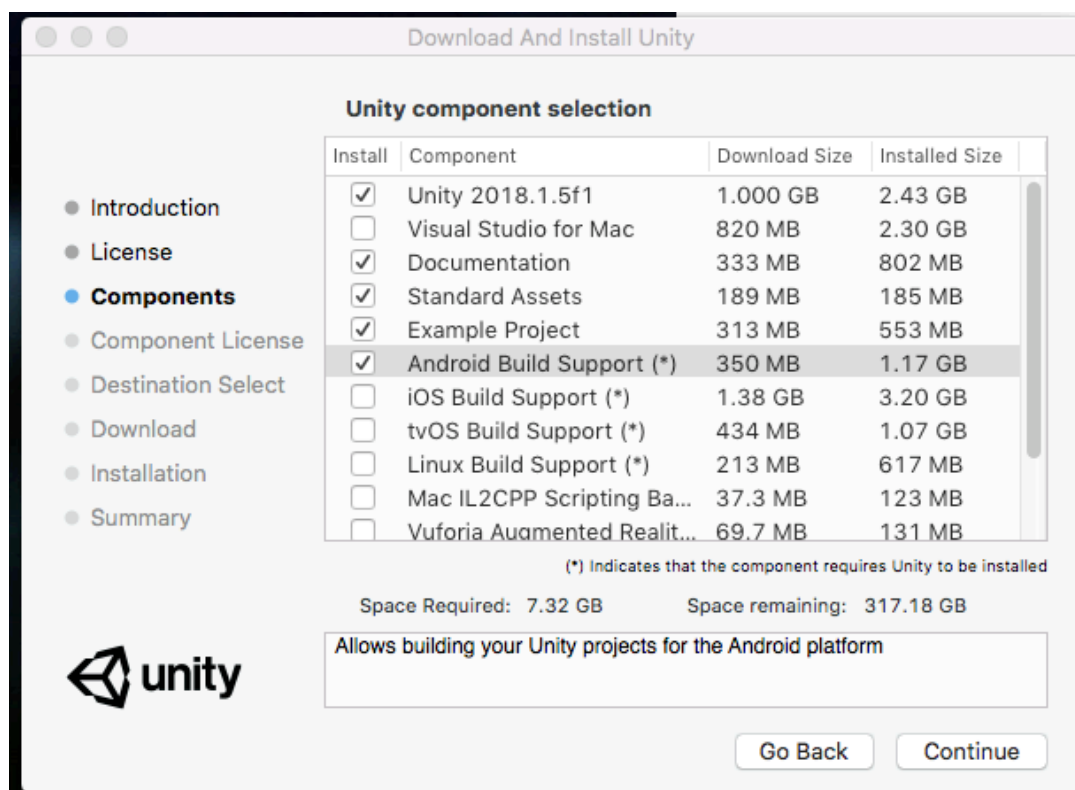 Download And Install Unity
Unity component selection
Install Component Download Size Installed Size
Unity 2018.1.5f1 1.000 GB 2.43 GB
Visual Studio for Mac 820 MB 2.30 GB
Documentation 333 MB 802 MB
Standard Assets 189 MB 185 MB
Example Project 313 MB 553 MB
Android Build Support (*) 350 MB 1.17 GB
iOS Build Support (*) 1.38 GB 3.20 GB
tvOS Build Support (*) 434 MB 1.07 GB
Linux Build Support (*) 213 MB 617 MB
Mac IL2CPP Scripting Ba... 37.3 MB 123 MB
Vuforia Augmented Realit... 69.7 MB 131 MB
Introduction
License
Components
Component License
Destination Select
Download
Installation
Summary
(*) Indicates that the component requires Unity to be installed
Space Required: 7.32 GB Space remaining: 317.18 GB
Allows building your Unity projects for the Android platform
unity
Go Back Continue